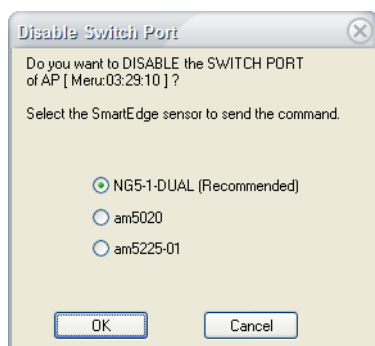 Disable Switch Port
Do you want to DISABLE the SWITCH PORT
of AP [ Meru:03:29:10 ] ?
Select the SmartEdge sensor to send the command.
NG5-1-DUAL (Recommended)
am5020
am5225-01
OK Cancel